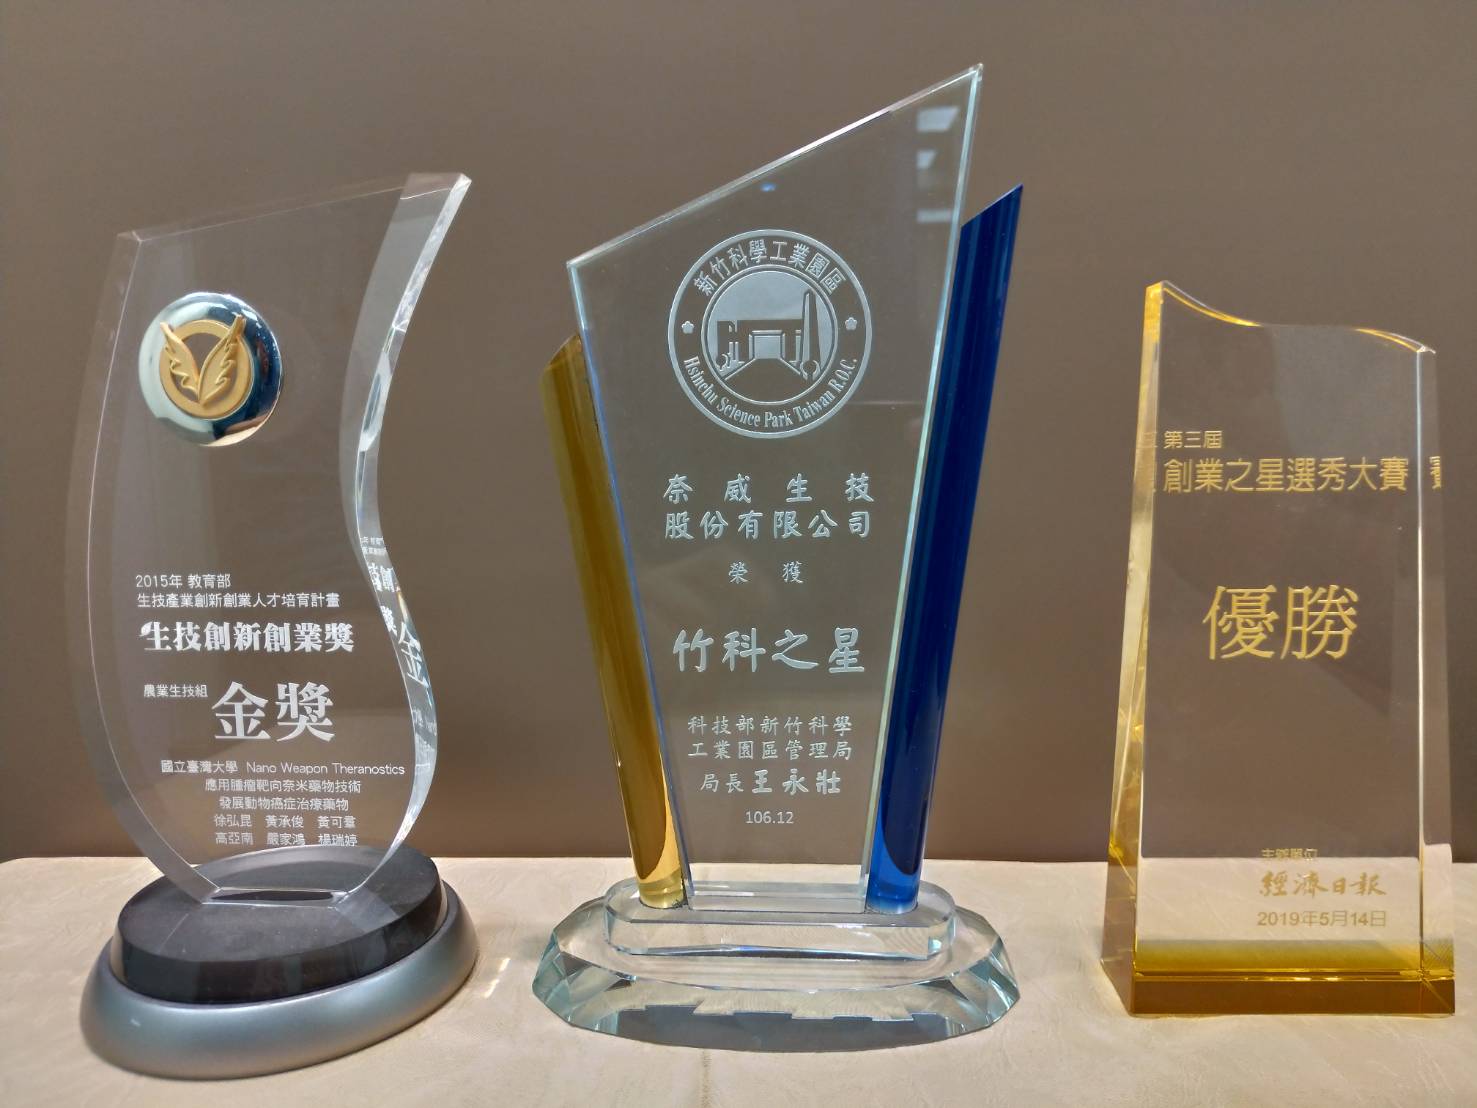 2015年 教育部
生技產業創新創業人才培育計畫
生技創新創業獎
農業生技組 金獎
國立臺灣大學 Nano Weapon Theranostics
應用腫瘤靶向奈米藥物技術
發展動物癌症治療藥物
徐弘昆 黃承俊 黃可羣
高亞南 嚴家鴻 楊瑞婷
新竹科學工業園區
Hsinchu Science Park Taiwan R.O.C.
奈威生技
股份有限公司
榮獲
竹科之星
科技部新竹科學
工業園區管理局
局長王永壯
106.12
第三屆
創業之星選秀大賽
優勝
主辦單位
經濟日報
2019年5月14日